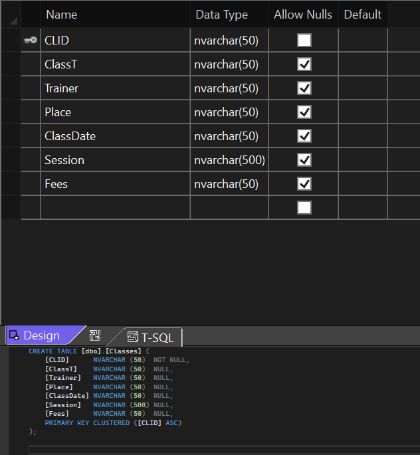 Name Data Type Allow Nulls Default
CLID nvarchar(50)
ClassT nvarchar(50)
Trainer nvarchar(50)
Place nvarchar(50)
ClassDate nvarchar(50)
Session nvarchar(500)
Fees nvarchar(50)
Design T-SQL
CREATE TABLE [dbo].[Classes] (
[CLID] NVARCHAR (50) NOT NULL,
[ClassT] NVARCHAR (50) NULL,
[Trainer] NVARCHAR (50) NULL,
[Place] NVARCHAR (50) NULL,
[ClassDate] NVARCHAR (50) NULL,
[Session] NVARCHAR (500) NULL,
[Fees] NVARCHAR (50) NULL,
PRIMARY KEY CLUSTERED ([CLID] ASC)
);